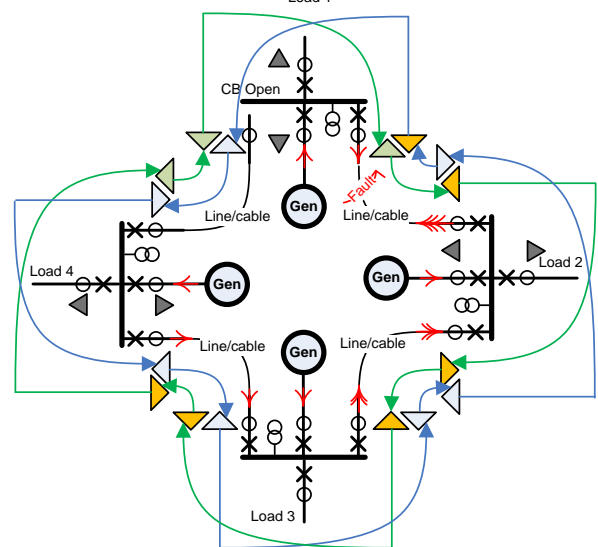 Load
CB Open
Fault
Gen
Line/cable
Line/cable
Load 4
Gen
Gen
Load 2
Line/cable
Gen
Line/cable
Load 3